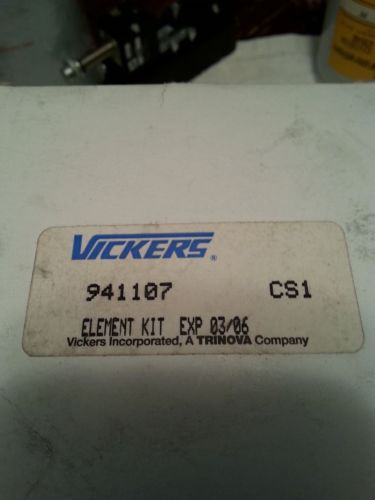 VICKERS®
941107 CS1
ELEMENT KIT EXP 03/06
Vickers Incorporated, A TRINOVA Company